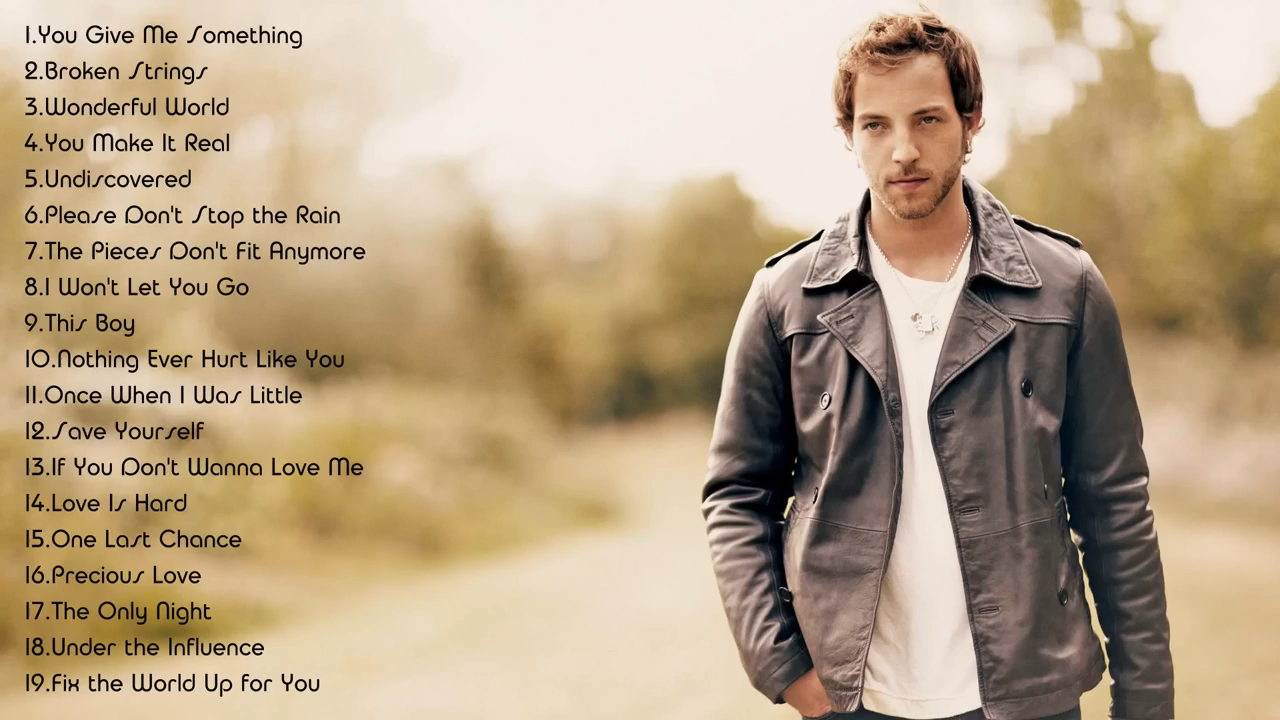 1.You Give Me Something
2.Broken Strings
3.Wonderful World
4.You Make It Real
5.Undiscovered
6.Please Don't Stop the Rain
7.The Pieces Don't Fit Anymore
8.I Won't Let You Go
9.This Boy
10.Nothing Ever Hurt Like You
11.Once When I Was Little
12.Save Yourself
13.If You Don't Wanna Love Me
14.Love Is Hard
15.One Last Chance
16.Precious Love
17.The Only Night
18.Under the Influence
19.Fix the World Up for You